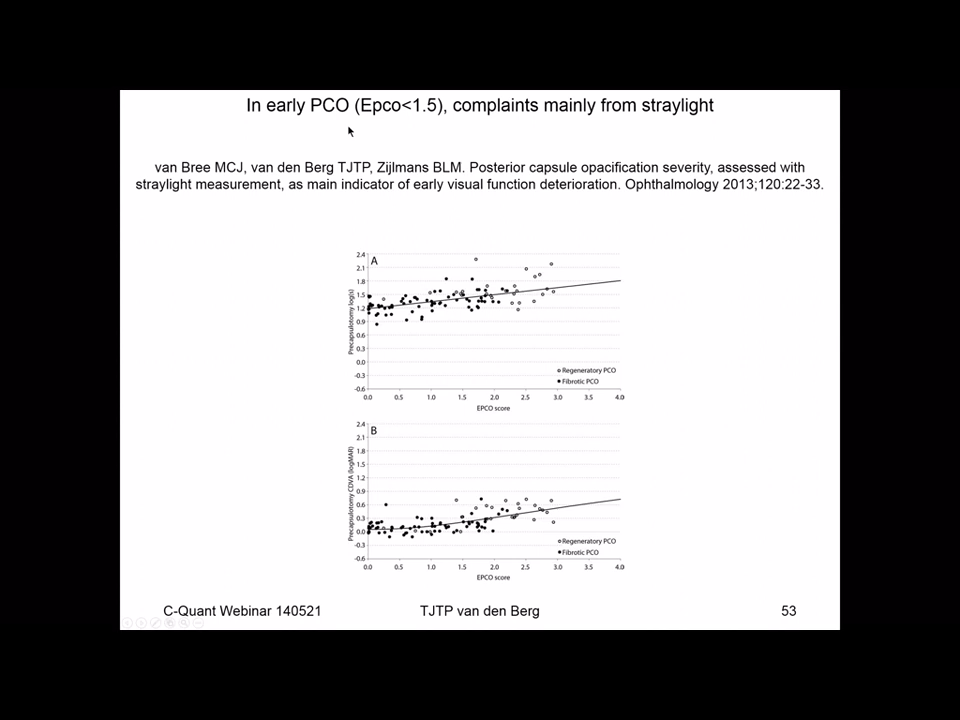 In early PCO (Epco<1.5), complaints mainly from straylight
van Bree MCJ, van den Berg TJTP, Zijlmans BLM. Posterior capsule opacification severity, assessed with
straylight measurement, as main indicator of early visual function deterioration. Ophthalmology 2013;120:22-33.
A
Precapsulotomy log(s)
2.4
2.1
1.8
1.5
1.2
0.9
0.6
0.3
0.0
-0.3
-0.6
Regeneratory PCO
Fibrotic PCO
0.0 0.5 1.0 1.5 2.0 2.5 3.0 3.5 4.0
EPCO score
B
Precapsulotomy CDVA (logMAR)
2.4
2.1
1.8
1.5
1.2
0.9
0.6
0.3
0.0
-0.3
-0.6
Regeneratory PCO
Fibrotic PCO
0.0 0.5 1.0 1.5 2.0 2.5 3.0 3.5 4.0
EPCO score
C-Quant Webinar 140521 TJTP van den Berg 53